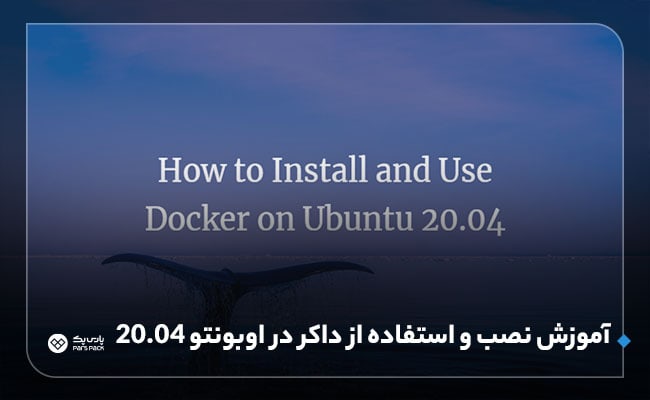 How to Install and Use
Docker on Ubuntu 20.04
آموزش نصب و استفاده از داکر در اوبونتو 20.04
پارس‌پک
PARS PACK